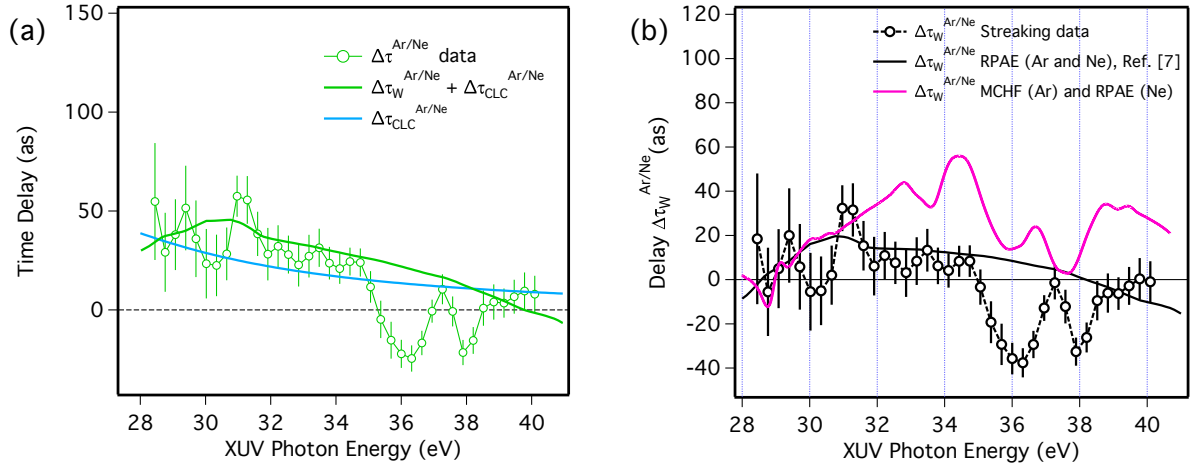 (a)
150
100
50
0
Time Delay (as)
Δτ^Ar/Ne data
Δτ_W^Ar/Ne + Δτ_CLC^Ar/Ne
Δτ_CLC^Ar/Ne
28 30 32 34 36 38 40
XUV Photon Energy (eV)
(b)
120
100
80
60
40
20
0
-20
-40
Delay Δτ_W^Ar/Ne (as)
Δτ_W^Ar/Ne Streaking data
Δτ_W^Ar/Ne RPAE (Ar and Ne), Ref. [7]
Δτ_W^Ar/Ne MCHF (Ar) and RPAE (Ne)
28 30 32 34 36 38 40
XUV Photon Energy (eV)